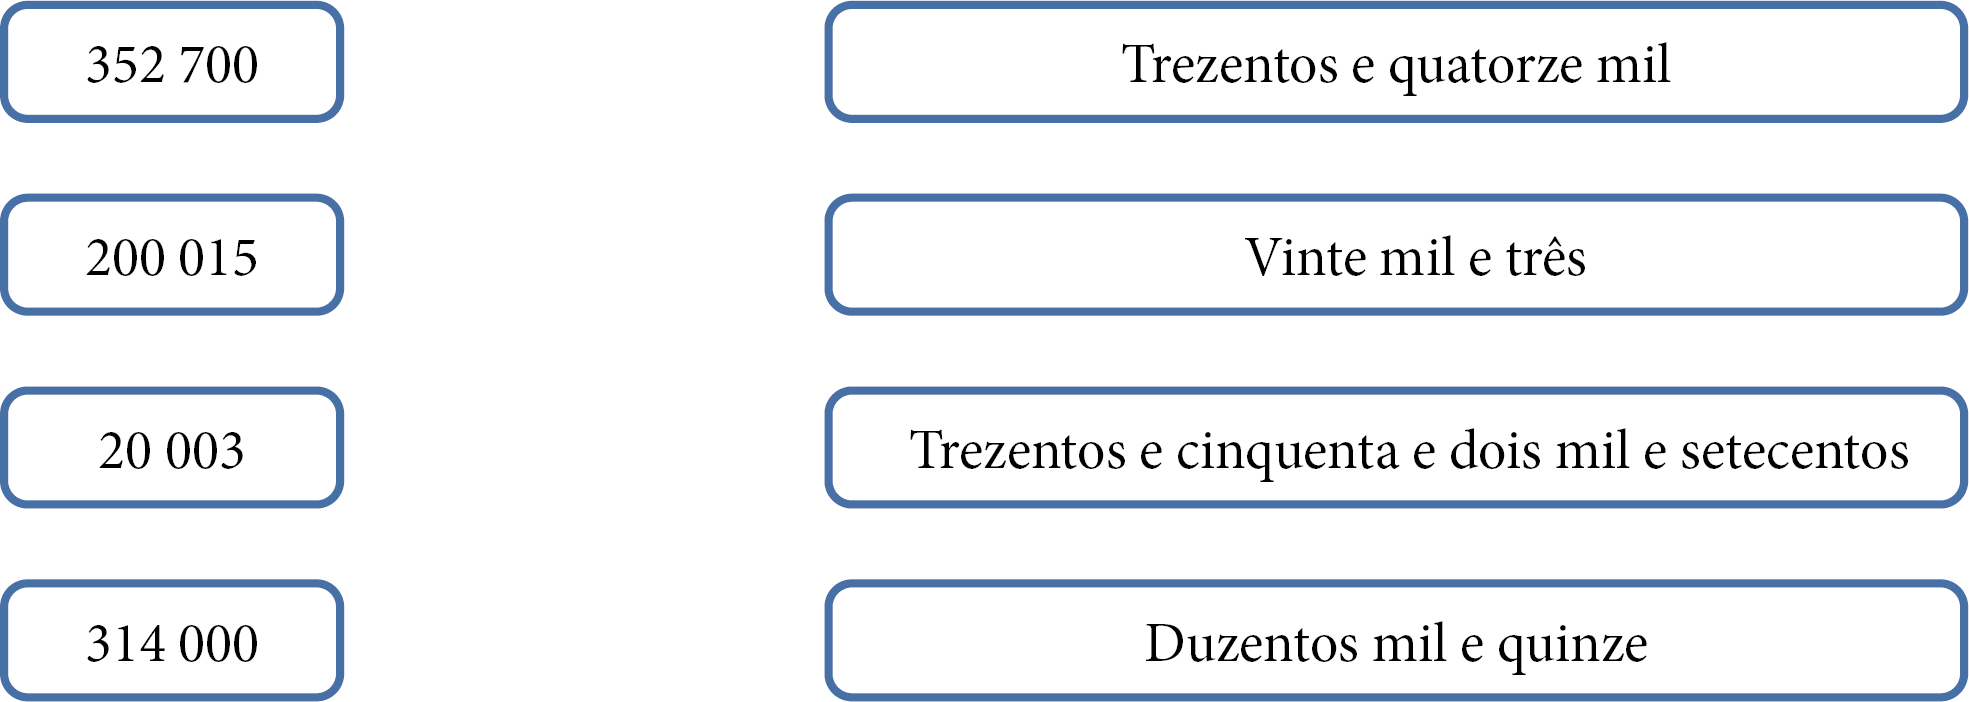 352 700
Trezentos e quatorze mil
200 015
Vinte mil e três
20 003
Trezentos e cinquenta e dois mil e setecentos
314 000
Duzentos mil e quinze